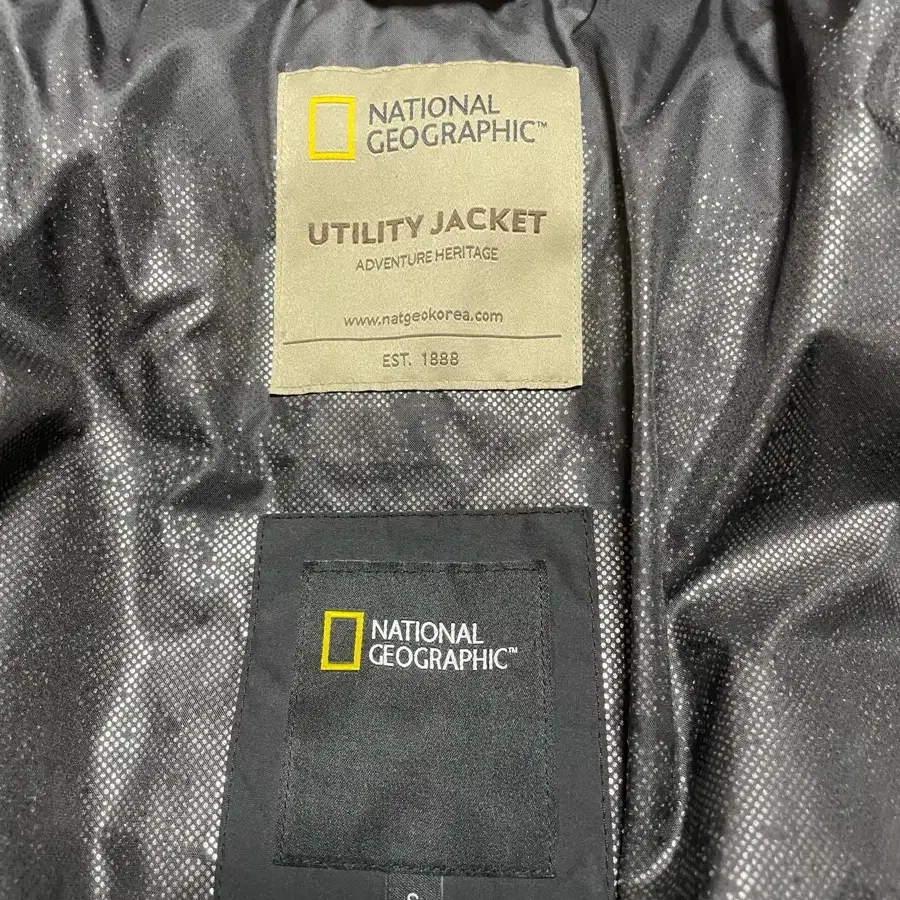 NATIONAL
GEOGRAPHIC™
UTILITY JACKET
ADVENTURE HERITAGE
www.natgeokorea.com
EST. 1888
NATIONAL
GEOGRAPHIC™